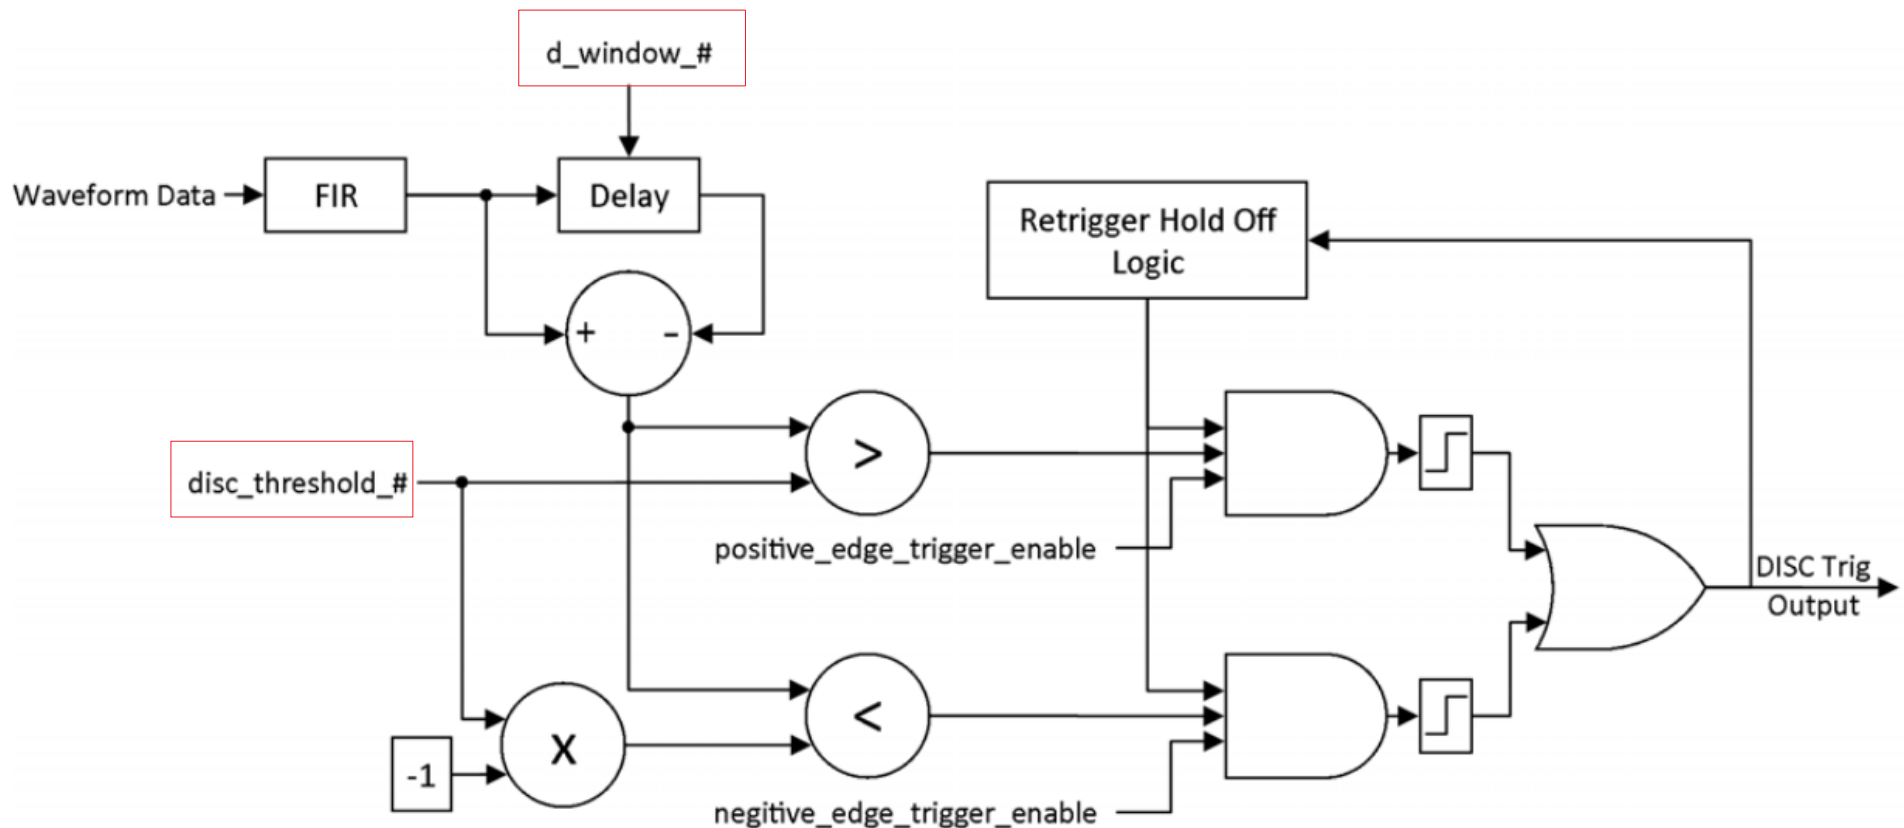 d_window_#
Waveform Data
FIR
Delay
Retrigger Hold Off
Logic
+
-
>
disc_threshold_#
positive_edge_trigger_enable
DISC Trig
Output
<
x
-1
negitive_edge_trigger_enable